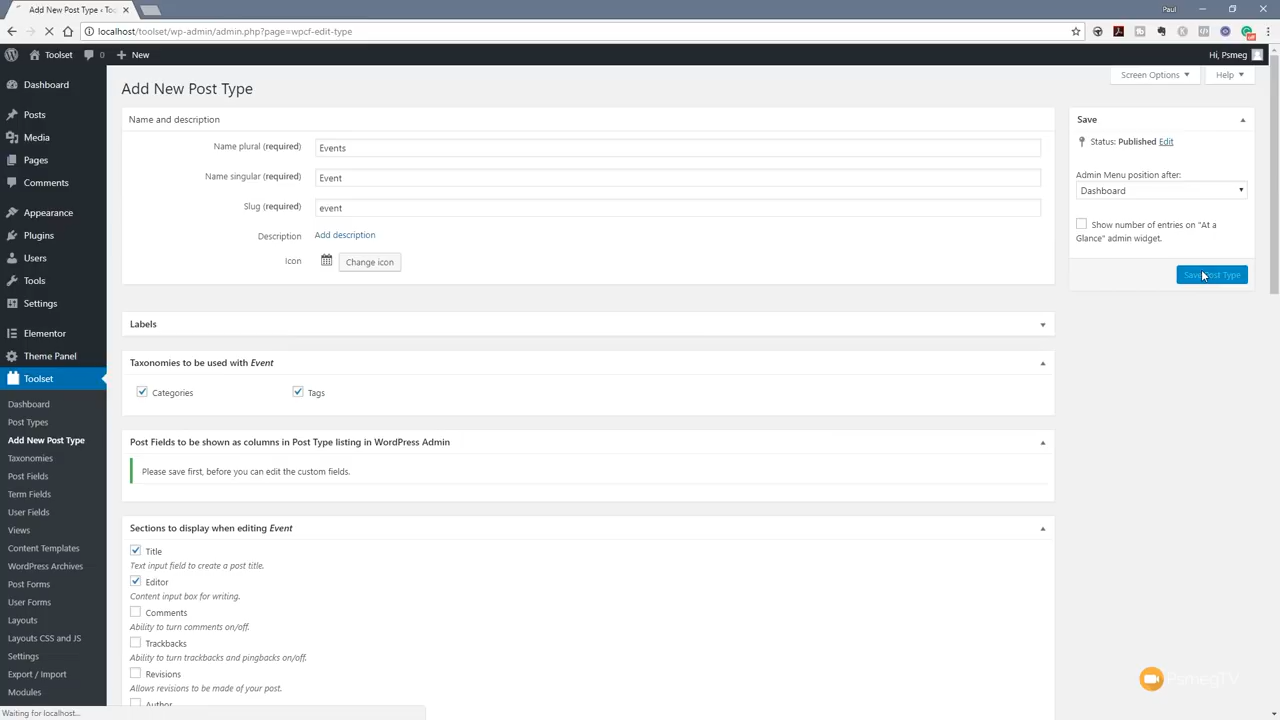 Add New Post Type ‹ Too
Paul
localhost/toolset/wp-admin/admin.php?page=wpcf-edit-type
Toolset
0
New
Hi, Psmeg
Screen Options
Help
Add New Post Type
Name and description
Name plural (required)
Events
Name singular (required)
Event
Slug (required)
event
Description
Add description
Icon
Change icon
Save
Status: Published Edit
Admin Menu position after:
Dashboard
Show number of entries on "At a
Glance" admin widget.
Save Post Type
Labels
Taxonomies to be used with Event
Categories
Tags
Post Fields to be shown as columns in Post Type listing in WordPress Admin
Please save first, before you can edit the custom fields.
Sections to display when editing Event
Title
Text input field to create a post title.
Editor
Content input box for writing.
Comments
Ability to turn comments on/off.
Trackbacks
Ability to turn trackbacks and pingbacks on/off.
Revisions
Allows revisions to be made of your post.
Author
Dashboard
Posts
Media
Pages
Comments
Appearance
Plugins
Users
Tools
Settings
Elementor
Theme Panel
Toolset
Dashboard
Post Types
Add New Post Type
Taxonomies
Post Fields
Term Fields
User Fields
Views
Content Templates
WordPress Archives
Post Forms
User Forms
Layouts
Layouts CSS and JS
Settings
Export / Import
Modules
Waiting for localhost...
PsmegTV